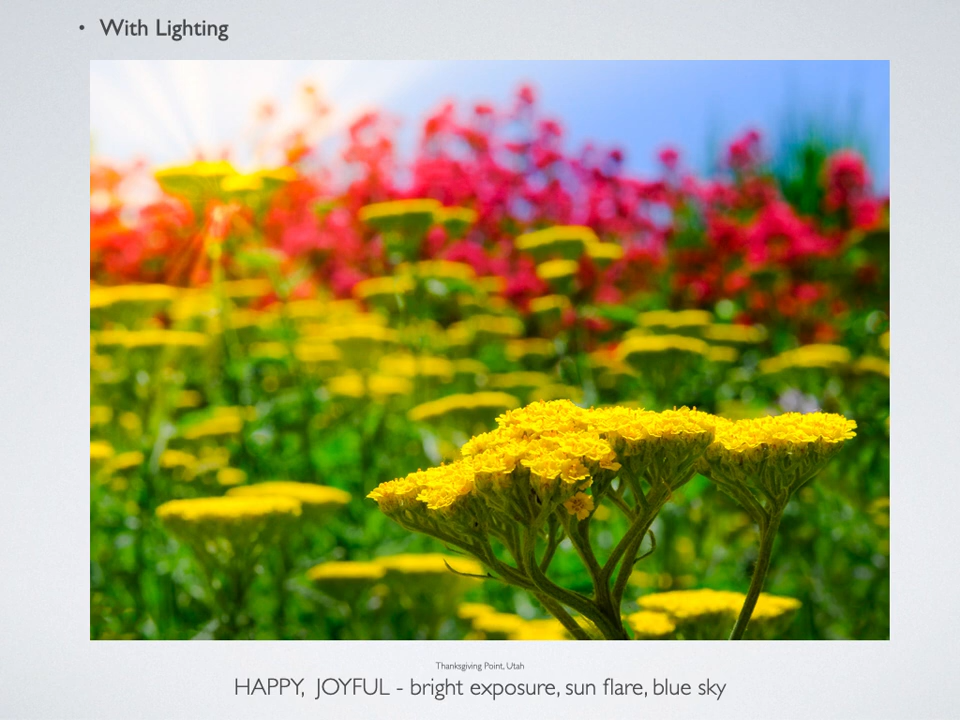 • With Lighting
Thanksgiving Point, Utah
HAPPY, JOYFUL - bright exposure, sun flare, blue sky